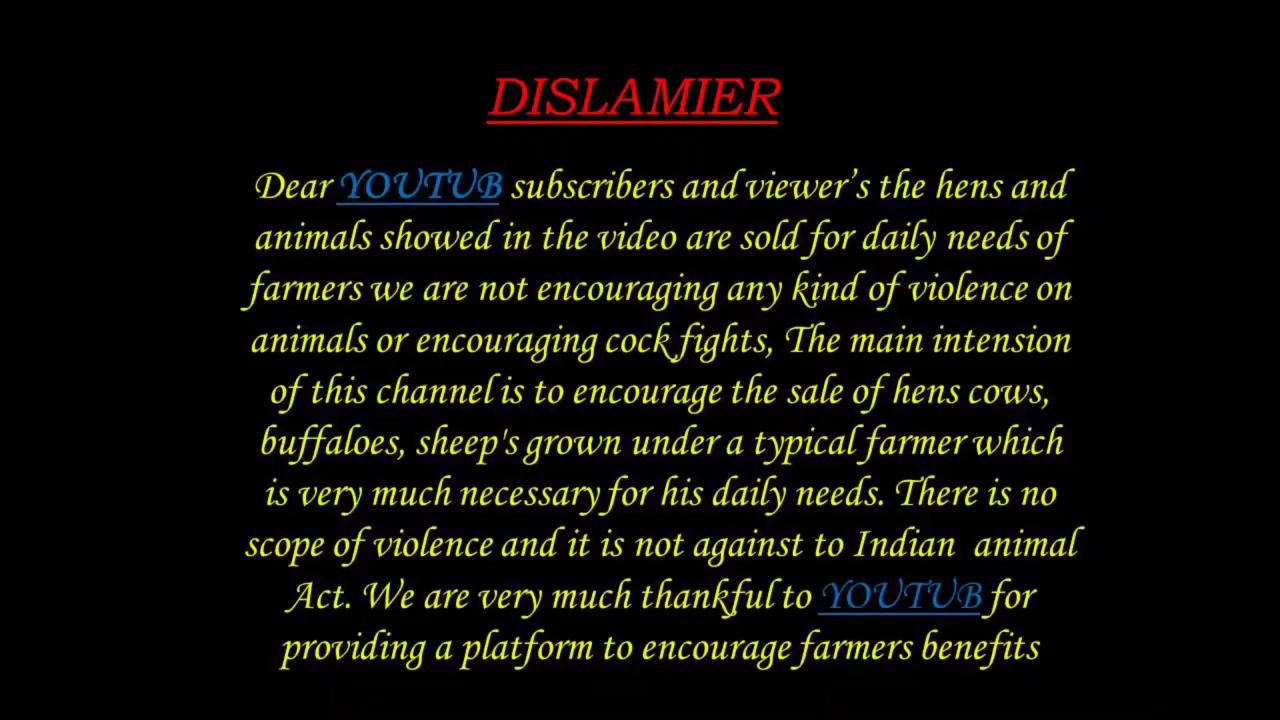 DISLAMIER
Dear YOUTUB subscribers and viewer’s the hens and
animals showed in the video are sold for daily needs of
farmers we are not encouraging any kind of violence on
animals or encouraging cock fights, The main intension
of this channel is to encourage the sale of hens cows,
buffaloes, sheep's grown under a typical farmer which
is very much necessary for his daily needs. There is no
scope of violence and it is not against to Indian  animal
Act. We are very much thankful to YOUTUB for
providing a platform to encourage farmers benefits